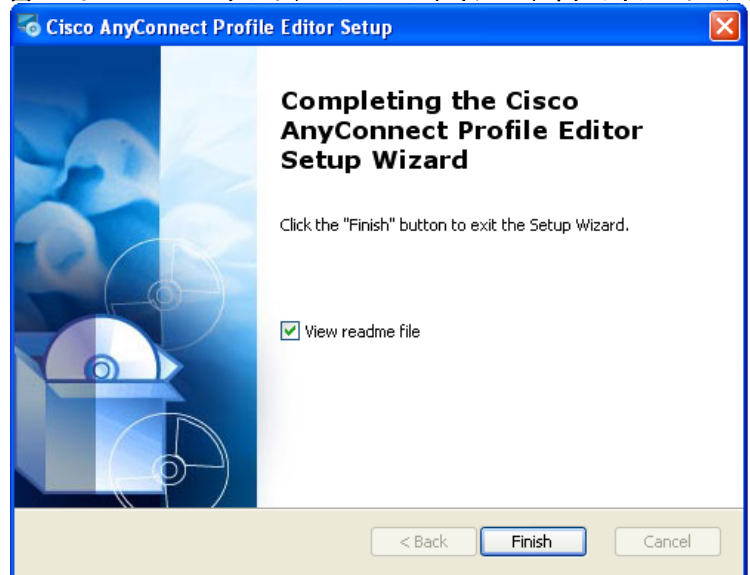 Cisco AnyConnect Profile Editor Setup
Completing the Cisco
AnyConnect Profile Editor
Setup Wizard
Click the "Finish" button to exit the Setup Wizard.
View readme file
< Back
Finish
Cancel